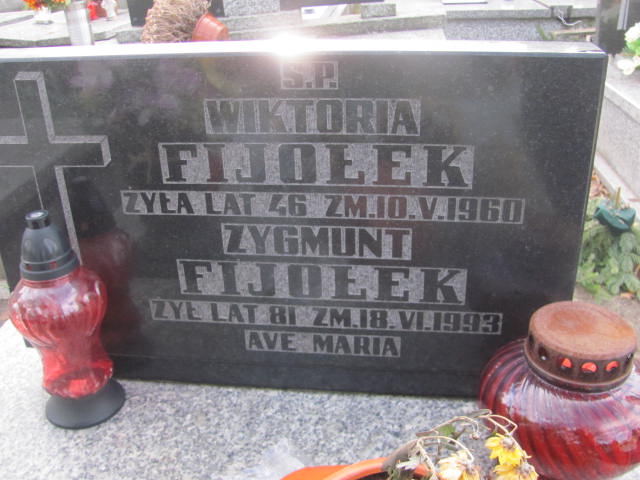 Ś.P.
WIKTORIA
FIJOŁEK
ŻYŁA LAT 46 ZM.10.V.1960
ZYGMUNT
FIJOŁEK
ŻYŁ LAT 81 ZM.18.VI.1993
AVE MARIA